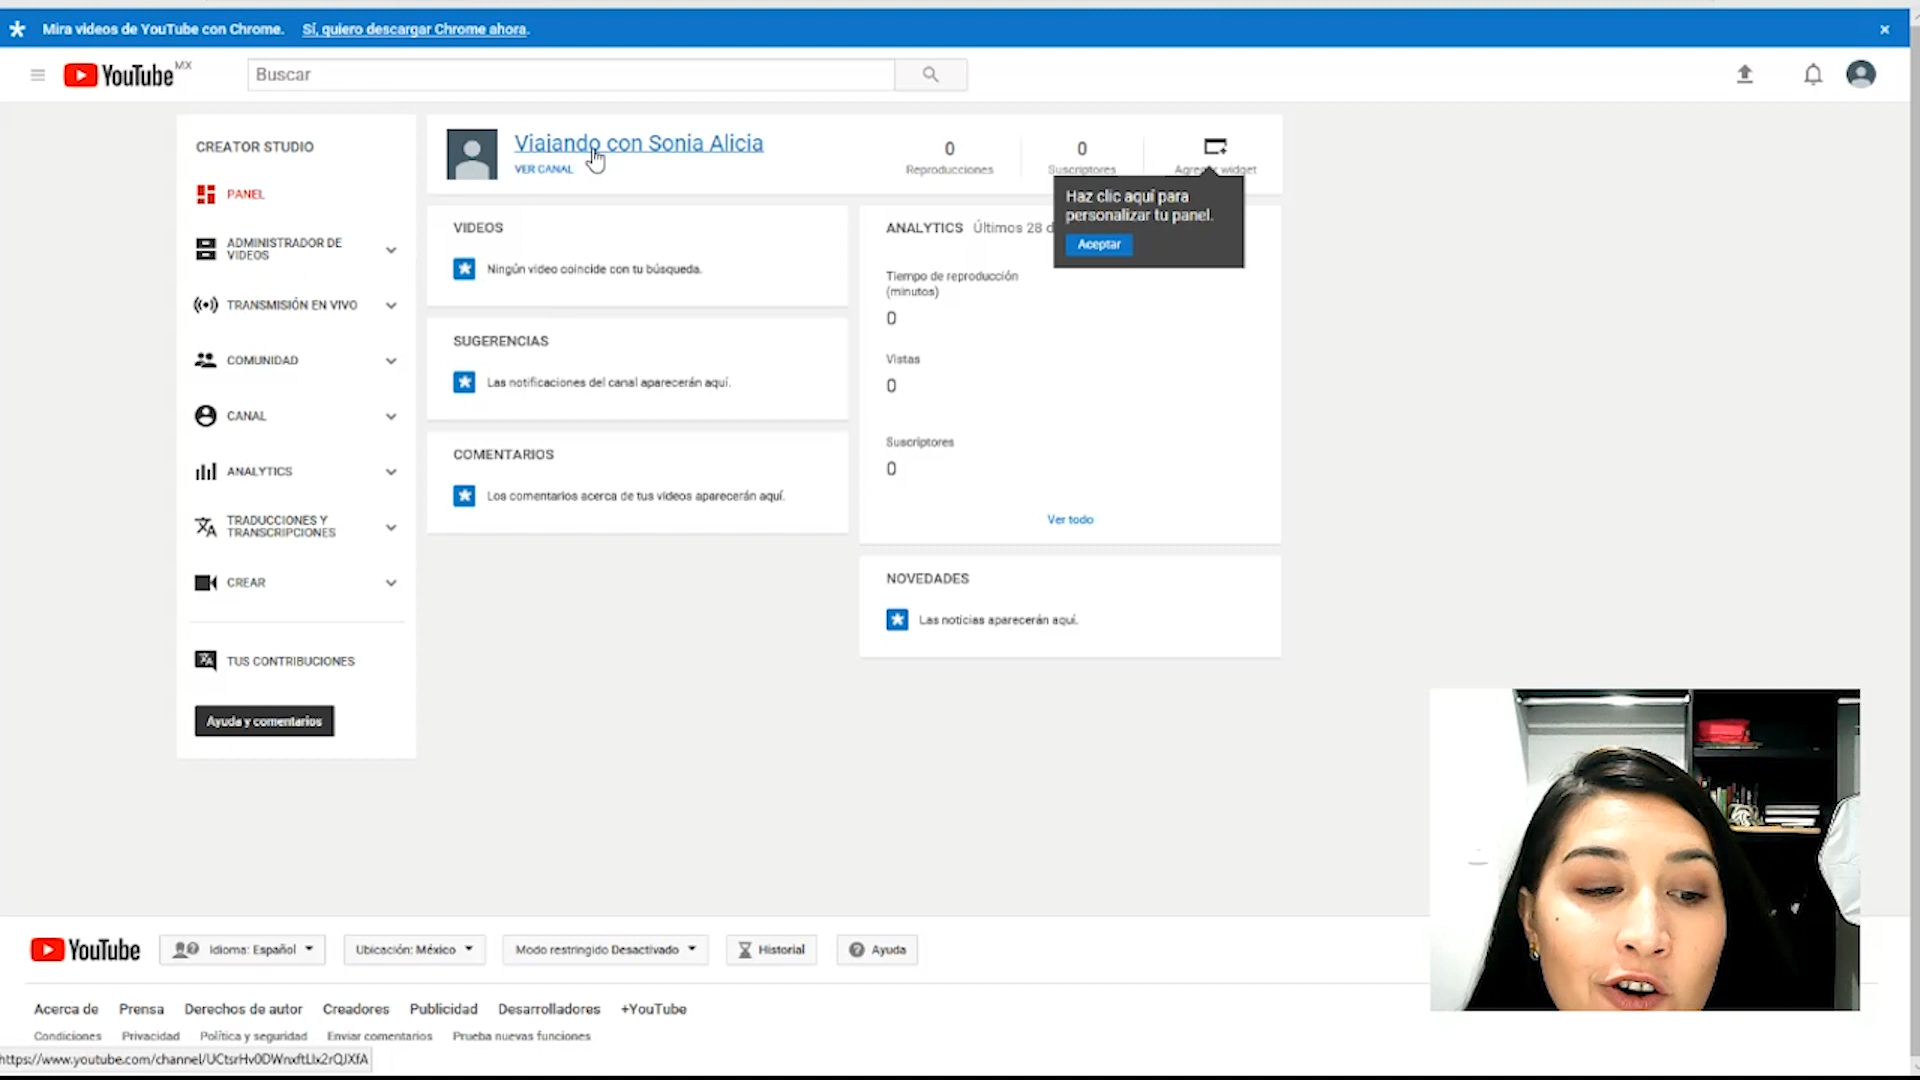 Mira videos de YouTube con Chrome. Sí, quiero descargar Chrome ahora.
YouTube MX
Buscar
CREATOR STUDIO
PANEL
ADMINISTRADOR DE
VIDEOS
TRANSMISIÓN EN VIVO
COMUNIDAD
CANAL
ANALYTICS
TRADUCCIONES Y
TRANSCRIPCIONES
CREAR
TUS CONTRIBUCIONES
Ayuda y comentarios
Viajando con Sonia Alicia
VER CANAL
0
Reproducciones
0
Suscriptores
Agregar widget
Haz clic aquí para
personalizar tu panel.
Aceptar
VIDEOS
Ningún video coincide con tu búsqueda.
SUGERENCIAS
Las notificaciones del canal aparecerán aquí.
COMENTARIOS
Los comentarios acerca de tus videos aparecerán aquí.
ANALYTICS Últimos 28 d
Tiempo de reproducción
(minutos)
0
Vistas
0
Suscriptores
0
Ver todo
NOVEDADES
Las noticias aparecerán aquí.
YouTube
Idioma: Español
Ubicación: México
Modo restringido Desactivado
Historial
Ayuda
Acerca de Prensa Derechos de autor Creadores Publicidad Desarrolladores +YouTube
Condiciones Privacidad Política y seguridad Enviar comentarios Prueba nuevas funciones